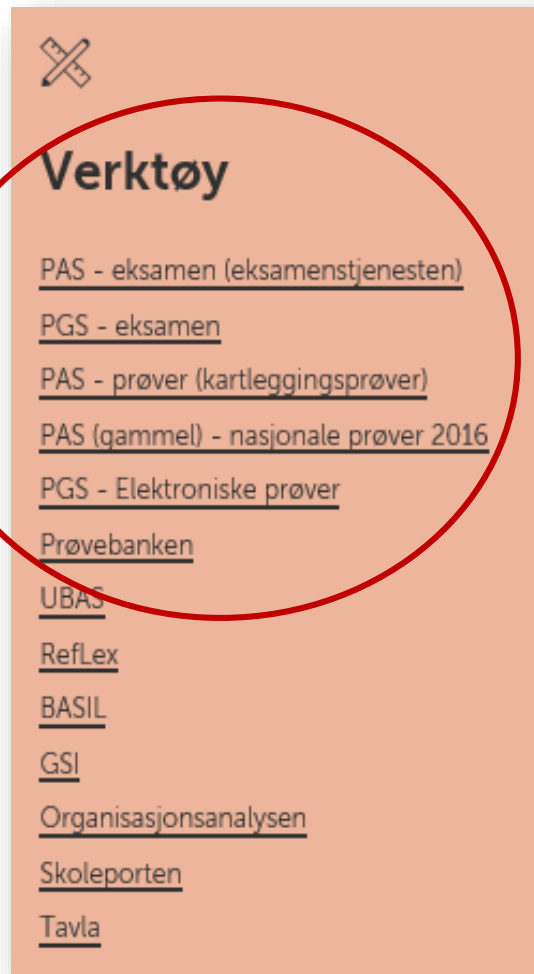 Verktøy
PAS - eksamen (eksamenstjenesten)
PGS - eksamen
PAS - prøver (kartleggingsprøver)
PAS (gammel) - nasjonale prøver 2016
PGS - Elektroniske prøver
Prøvebanken
UBAS
RefLex
BASIL
GSI
Organisasjonsanalysen
Skoleporten
Tavla